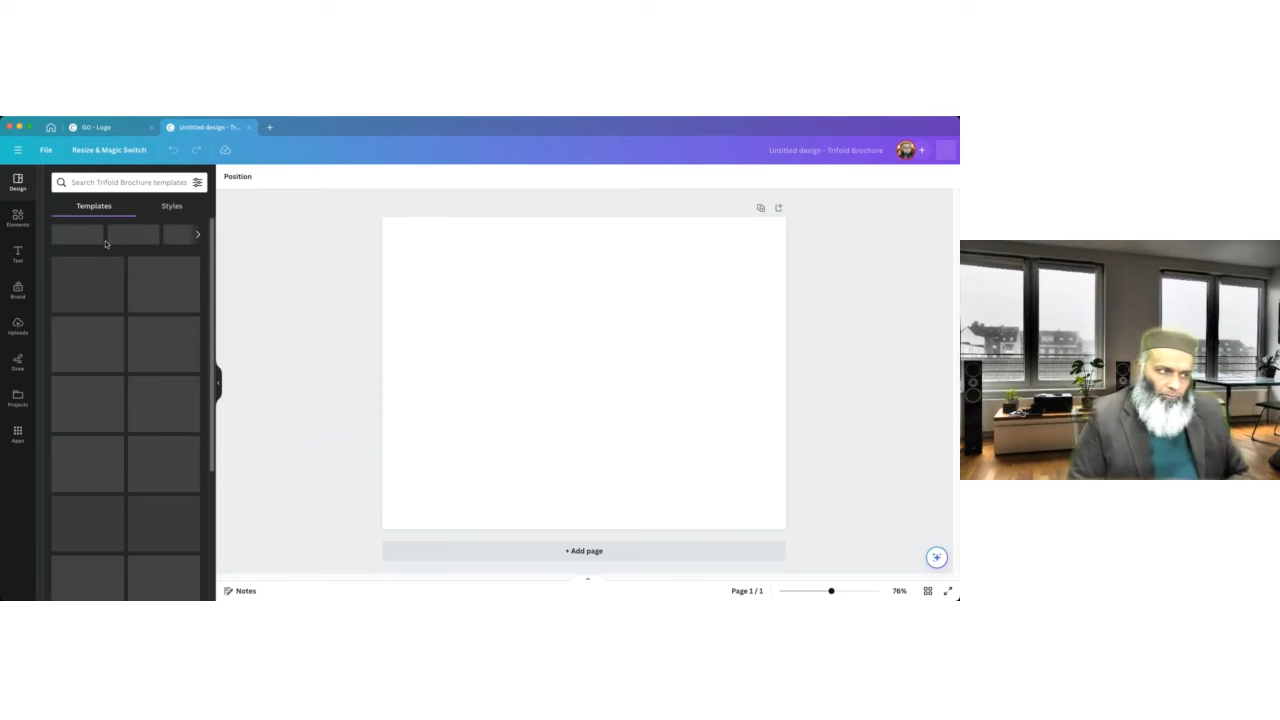 GO - Logo
Untitled design - Tr...
File
Resize & Magic Switch
Untitled design - Trifold Brochure
Design
Search Trifold Brochure templates
Position
Templates
Styles
Elements
Text
Brand
Uploads
Draw
Projects
Apps
+ Add page
Notes
Page 1 / 1
76%